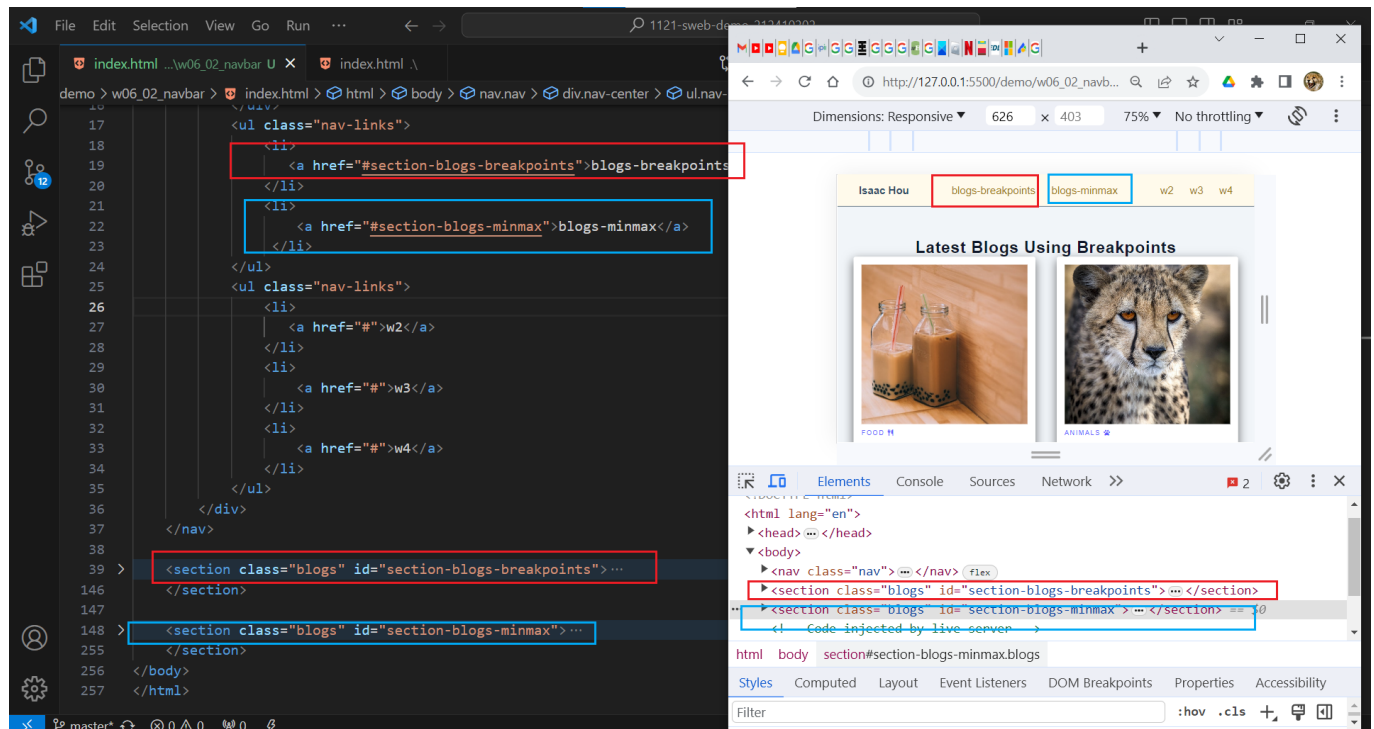 File Edit Selection View Go Run ··· 1121-sweb-demo-212410202
index.html ...\w06_02_navbar U index.html .\
demo > w06_02_navbar > index.html > html > body > nav.nav > div.nav-center > ul.nav-
16 </div>
17 <ul class="nav-links">
18 <li>
19 <a href="#section-blogs-breakpoints">blogs-breakpoints
20 </li>
21 <li>
22 <a href="#section-blogs-minmax">blogs-minmax</a>
23 </li>
24 </ul>
25 <ul class="nav-links">
26 <li>
27 <a href="#">w2</a>
28 </li>
29 <li>
30 <a href="#">w3</a>
31 </li>
32 <li>
33 <a href="#">w4</a>
34 </li>
35 </ul>
36 </div>
37 </nav>
38
39 <section class="blogs" id="section-blogs-breakpoints">···
146 </section>
147
148 <section class="blogs" id="section-blogs-minmax">···
255 </section>
256 </body>
257 </html>
12
master* 0 0 0
http://127.0.0.1:5500/demo/w06_02_navb...
Dimensions: Responsive 626 x 403 75% No throttling
Isaac Hou blogs-breakpoints blogs-minmax w2 w3 w4
Latest Blogs Using Breakpoints
FOOD ANIMALS
Elements Console Sources Network 2
<!DOCTYPE html>
<html lang="en">
<head>···</head>
<body>
<nav class="nav">···</nav> flex
<section class="blogs" id="section-blogs-breakpoints">···</section>
<section class="blogs" id="section-blogs-minmax">···</section> == $0
<!-- Code injected by live-server -->
html body section#section-blogs-minmax.blogs
Styles Computed Layout Event Listeners DOM Breakpoints Properties Accessibility
Filter :hov .cls